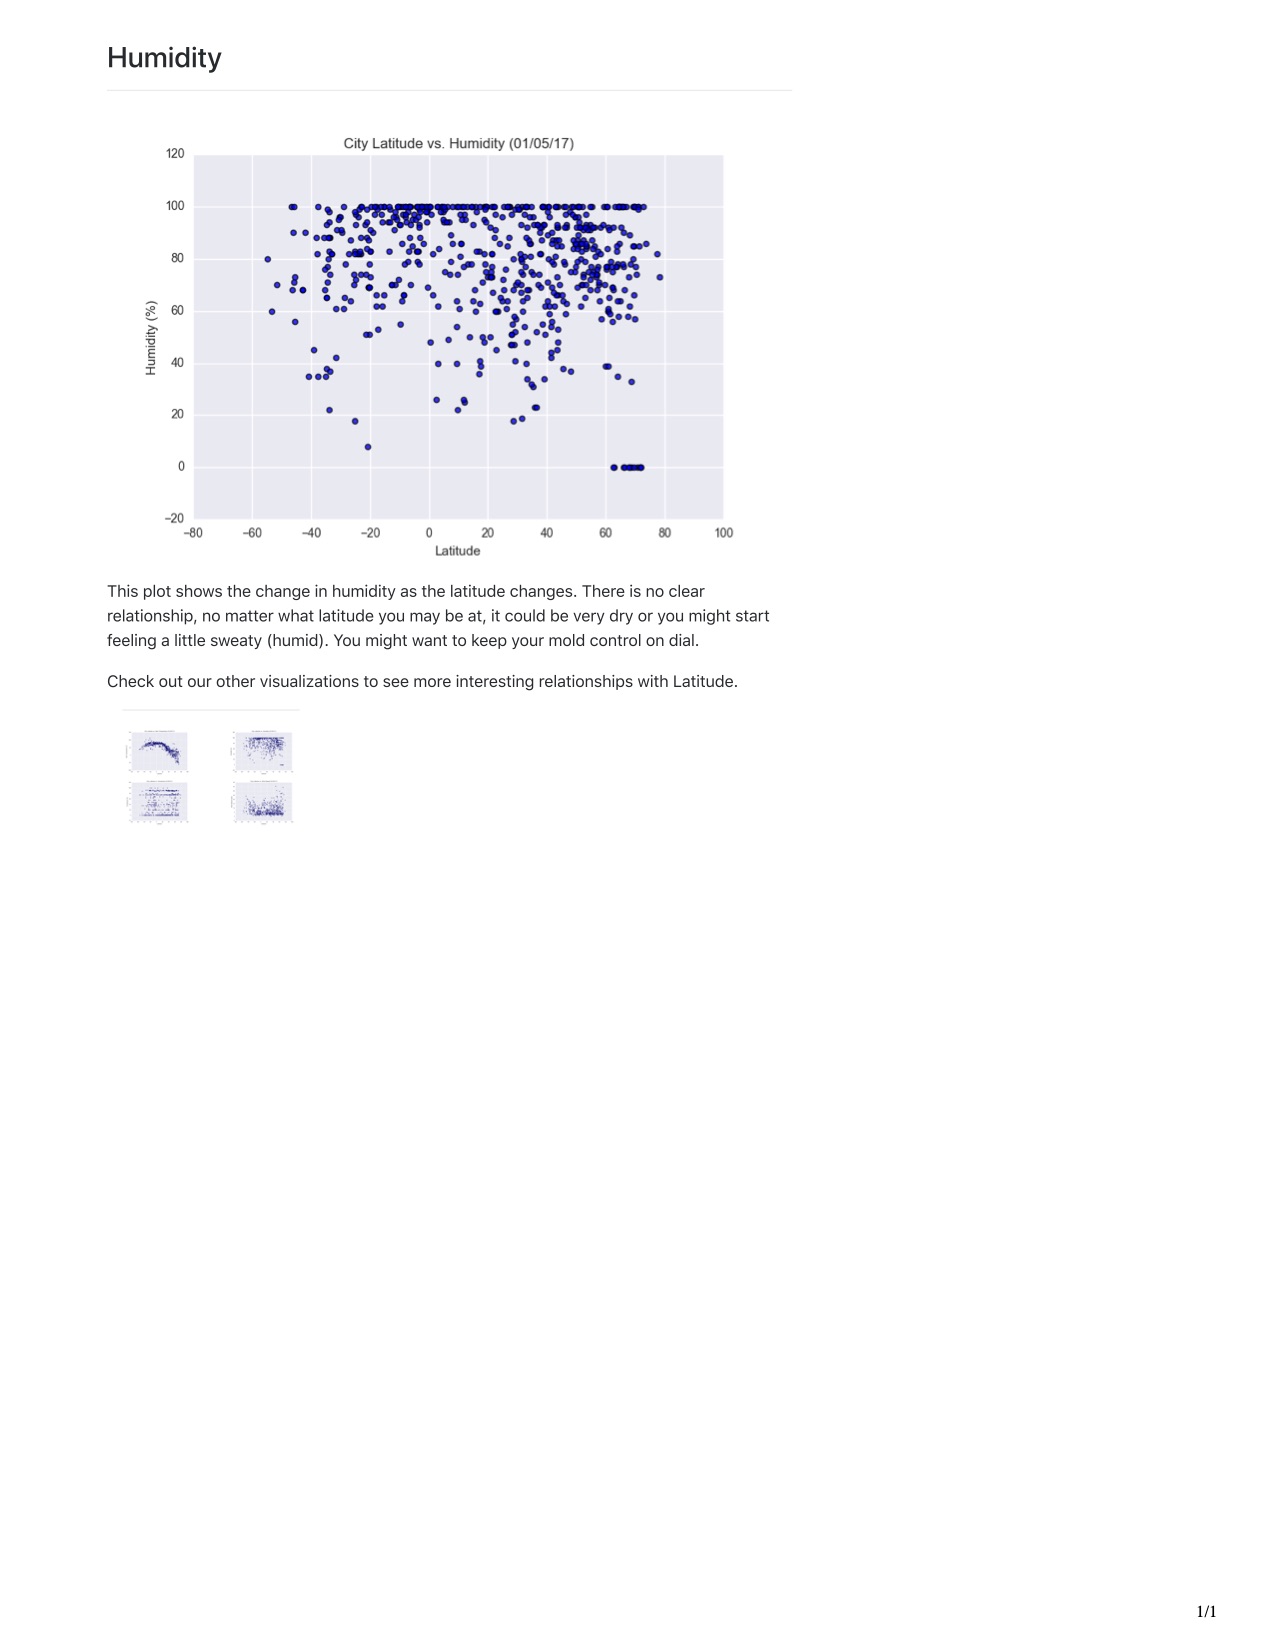 Humidity
City Latitude vs. Humidity (01/05/17)
120
100
80
60
40
20
0
−20
Humidity (%)
−80 −60 −40 −20 0 20 40 60 80 100
Latitude
This plot shows the change in humidity as the latitude changes. There is no clear
relationship, no matter what latitude you may be at, it could be very dry or you might start
feeling a little sweaty (humid). You might want to keep your mold control on dial.
Check out our other visualizations to see more interesting relationships with Latitude.
1/1